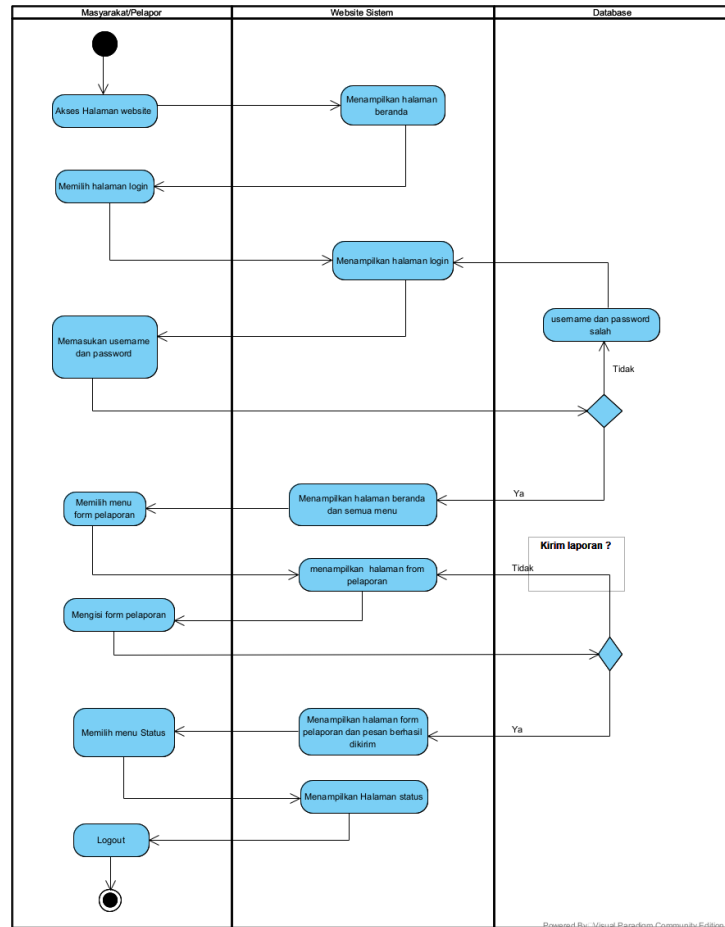 Masyarakat/Pelapor
Website Sistem
Database
Akses Halaman website
Menampilkan halaman
beranda
Memilih halaman login
Menampilkan halaman login
username dan password
salah
Memasukan username
dan password
Tidak
Ya
Menampilkan halaman beranda
dan semua menu
Memilih menu
form pelaporan
Kirim laporan ?
Tidak
menampilkan halaman from
pelaporan
Mengisi form pelaporan
Ya
Menampilkan halaman form
pelaporan dan pesan berhasil
dikirim
Memilih menu Status
Menampilkan Halaman status
Logout
Powered By: Visual Paradigm Community Edition